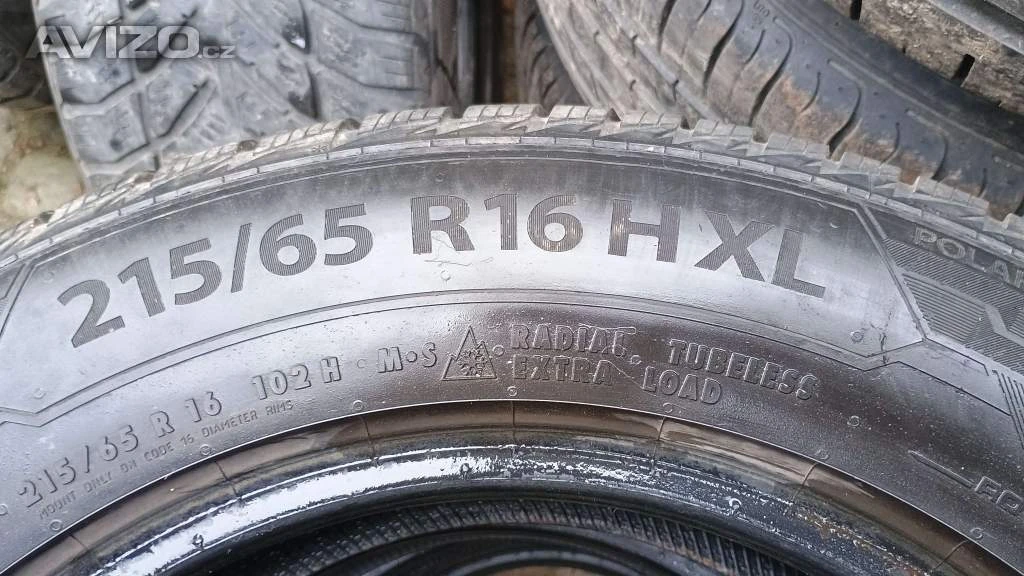 AVÍZO.cz
215/65 R16 H XL
POLAR
215/65 R 16 102 H · M·S RADIAL TUBELESS
EXTRA LOAD
MOUNT ONLY ON CODE 16 DIAMETER RIMS